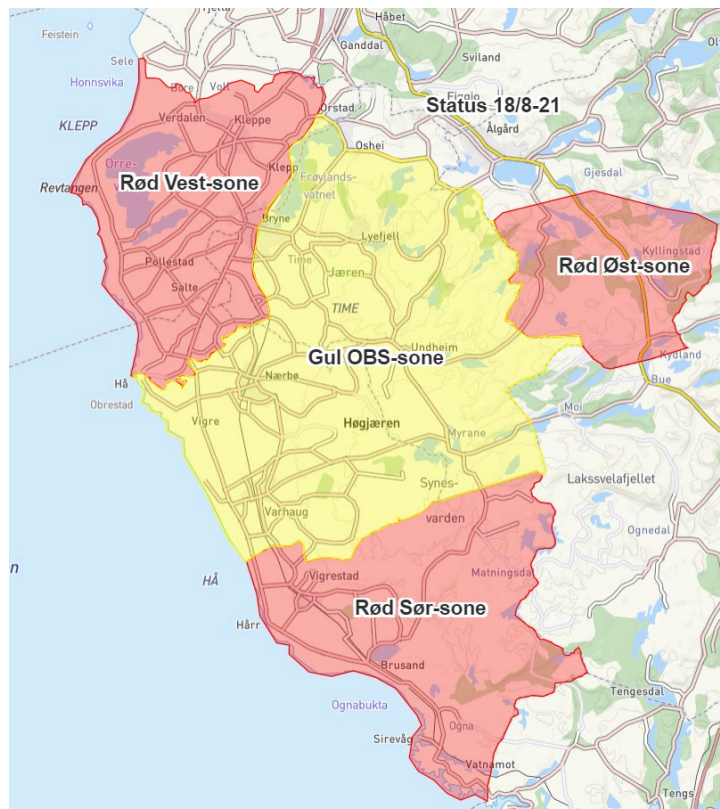 Tjelta
Feistein
Håbet
Ganddal
Sele
Sviland
Honnsvika
Bore
Voll
Orstad
Figgjo
Status 18/8-21
Verdalen
Kleppe
KLEPP
Ålgård
Oshei
Orre-
Klepp
Gjesdal
Rød Vest-sone
Frøylands-
vatnet
Revtangen
Bryne
Lyefjell
Kyllingstad
Pollestad
Time
Rød Øst-sone
Jæren
Salte
TIME
Undheim
Gul OBS-sone
Kydland
Hå
Nærbø
Bue
Obrestad
Vigre
Høgjæren
Moi
Myrane
Lakssvelafjellet
Synes-
varden
Varhaug
Ognedal
HÅ
Vigrestad
Matningsda
Rød Sør-sone
Hårr
Brusand
Tengesdal
Ognabukta
Ogna
Sirevåg
Vatnamot
Tengs